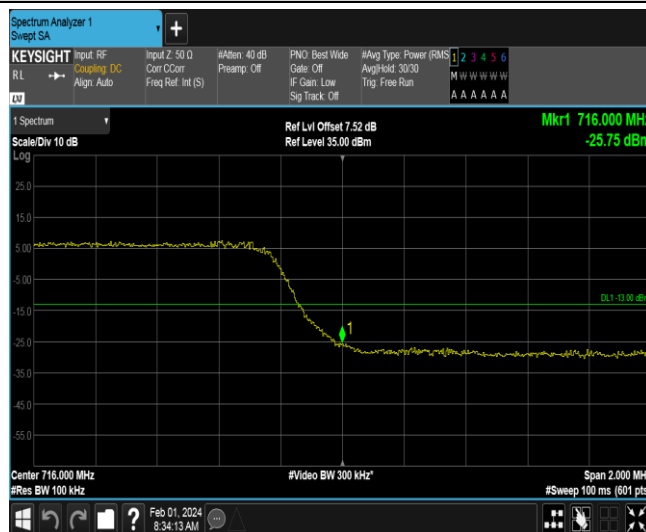 Spectrum Analyzer 1
Swept SA
+
KEYSIGHT Input: RF Input Z: 50 Ω #Atten: 40 dB PNO: Best Wide #Avg Type: Power (RMS 1 2 3 4 5 6
RL Coupling: DC Corr CCorr Preamp: Off Gate: Off Avg|Hold: 30/30 M W W W W W
Align: Auto Freq Ref: Int (S) IF Gain: Low Trig: Free Run
Sig Track: Off A A A A A A
LXI
1 Spectrum Ref Lvl Offset 7.52 dB Mkr1 716.000 MHz
Scale/Div 10 dB Ref Level 35.00 dBm -25.75 dBm
Log
25.0
15.0
5.00
-5.00
DL1 -13.00 dBm
-15.0
1
-25.0
-35.0
-45.0
-55.0
Center 716.000 MHz #Video BW 300 kHz* Span 2.000 MHz
#Res BW 100 kHz #Sweep 100 ms (601 pts
? Feb 01, 2024
8:34:13 AM